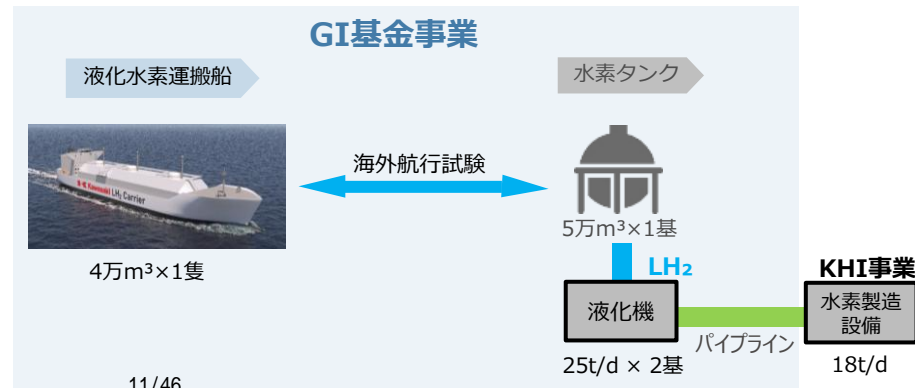 GI基金事業
液化水素運搬船
水素タンク
海外航行試験
Kawasaki LH₂ Carrier
5万m³×1基
4万m³×1隻
LH₂
KHI事業
液化機
水素製造
設備
パイプライン
25t/d × 2基
18t/d
11/46